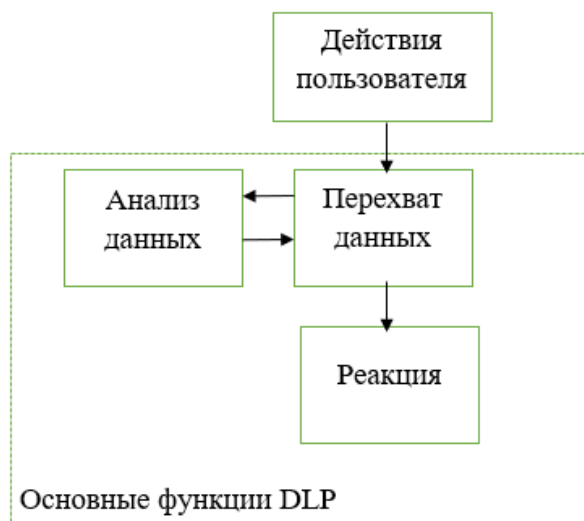 Действия
пользователя
Анализ
данных
Перехват
данных
Реакция
Основные функции DLP